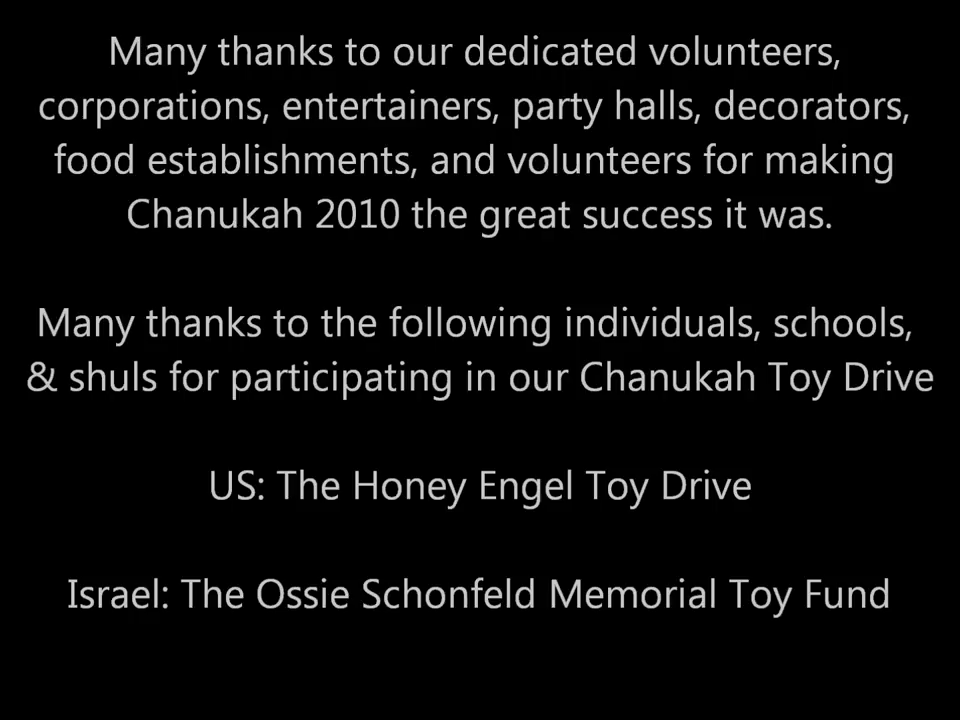 Many thanks to our dedicated volunteers,
corporations, entertainers, party halls, decorators,
food establishments, and volunteers for making
Chanukah 2010 the great success it was.
Many thanks to the following individuals, schools,
& shuls for participating in our Chanukah Toy Drive
US: The Honey Engel Toy Drive
Israel: The Ossie Schonfeld Memorial Toy Fund